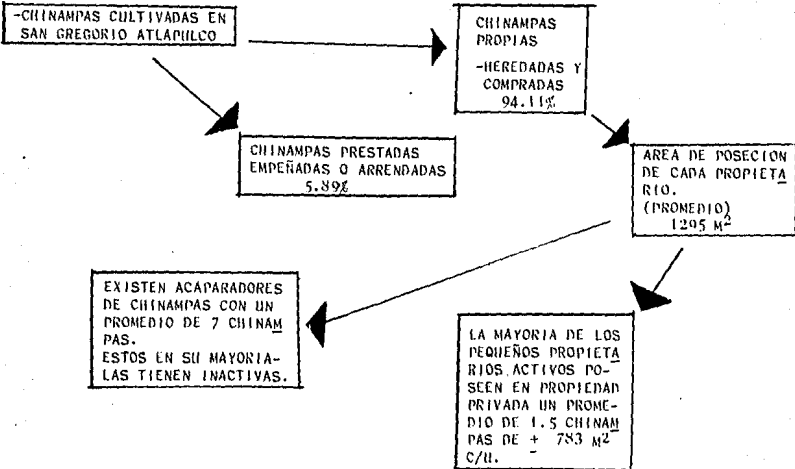 -CHINAMPAS CULTIVADAS EN
SAN GREGORIO ATLAPULCO
CHINAMPAS
PROPIAS
-HEREDADAS Y
COMPRADAS
94.11%
CHINAMPAS PRESTADAS
EMPEÑADAS O ARRENDADAS
5.89%
AREA DE POSECION
DE CADA PROPIETA
RIO.
(PROMEDIO)
1295 M²
EXISTEN ACAPARADORES
DE CHINAMPAS CON UN
PROMEDIO DE 7 CHINAM
PAS.
ESTOS EN SU MAYORIA-
LAS TIENEN INACTIVAS.
LA MAYORIA DE LOS
PEQUEÑOS PROPIETA
RIOS ACTIVOS PO-
SEEN EN PROPIEDAD
PRIVADA UN PROME-
DIO DE 1.5 CHINAM
PAS DE ± 783 M²
C/U.